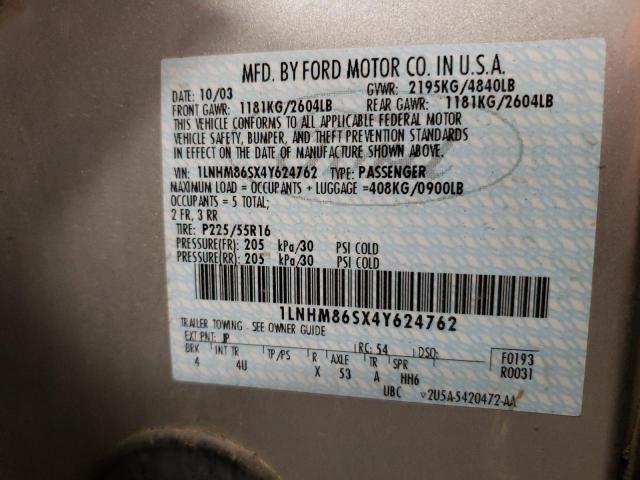 MFD. BY FORD MOTOR CO. IN U.S.A.
DATE: 10/03 GVWR: 2195KG/4840LB
FRONT GAWR: 1181KG/2604LB REAR GAWR: 1181KG/2604LB
THIS VEHICLE CONFORMS TO ALL APPLICABLE FEDERAL MOTOR
VEHICLE SAFETY, BUMPER, AND THEFT PREVENTION STANDARDS
IN EFFECT ON THE DATE OF MANUFACTURE SHOWN ABOVE.
VIN: 1LNHM86SX4Y624762 TYPE: PASSENGER
MAXIMUM LOAD = OCCUPANTS + LUGGAGE = 408KG/0900LB
OCCUPANTS = 5 TOTAL;
2 FR, 3 RR
TIRE: P225/55R16
PRESSURE(FR): 205 kPa/30 PSI COLD
PRESSURE(RR): 205 kPa/30 PSI COLD
1LNHM86SX4Y624762
TRAILER TOWING - SEE OWNER GUIDE
EXT PNT: JP RC: 54 DSO: F0193
BRK INT TR TP/PS R AXLE TR SPR R0031
4 4U X 53 A HH6
UBC V2U5A-5420472-AA